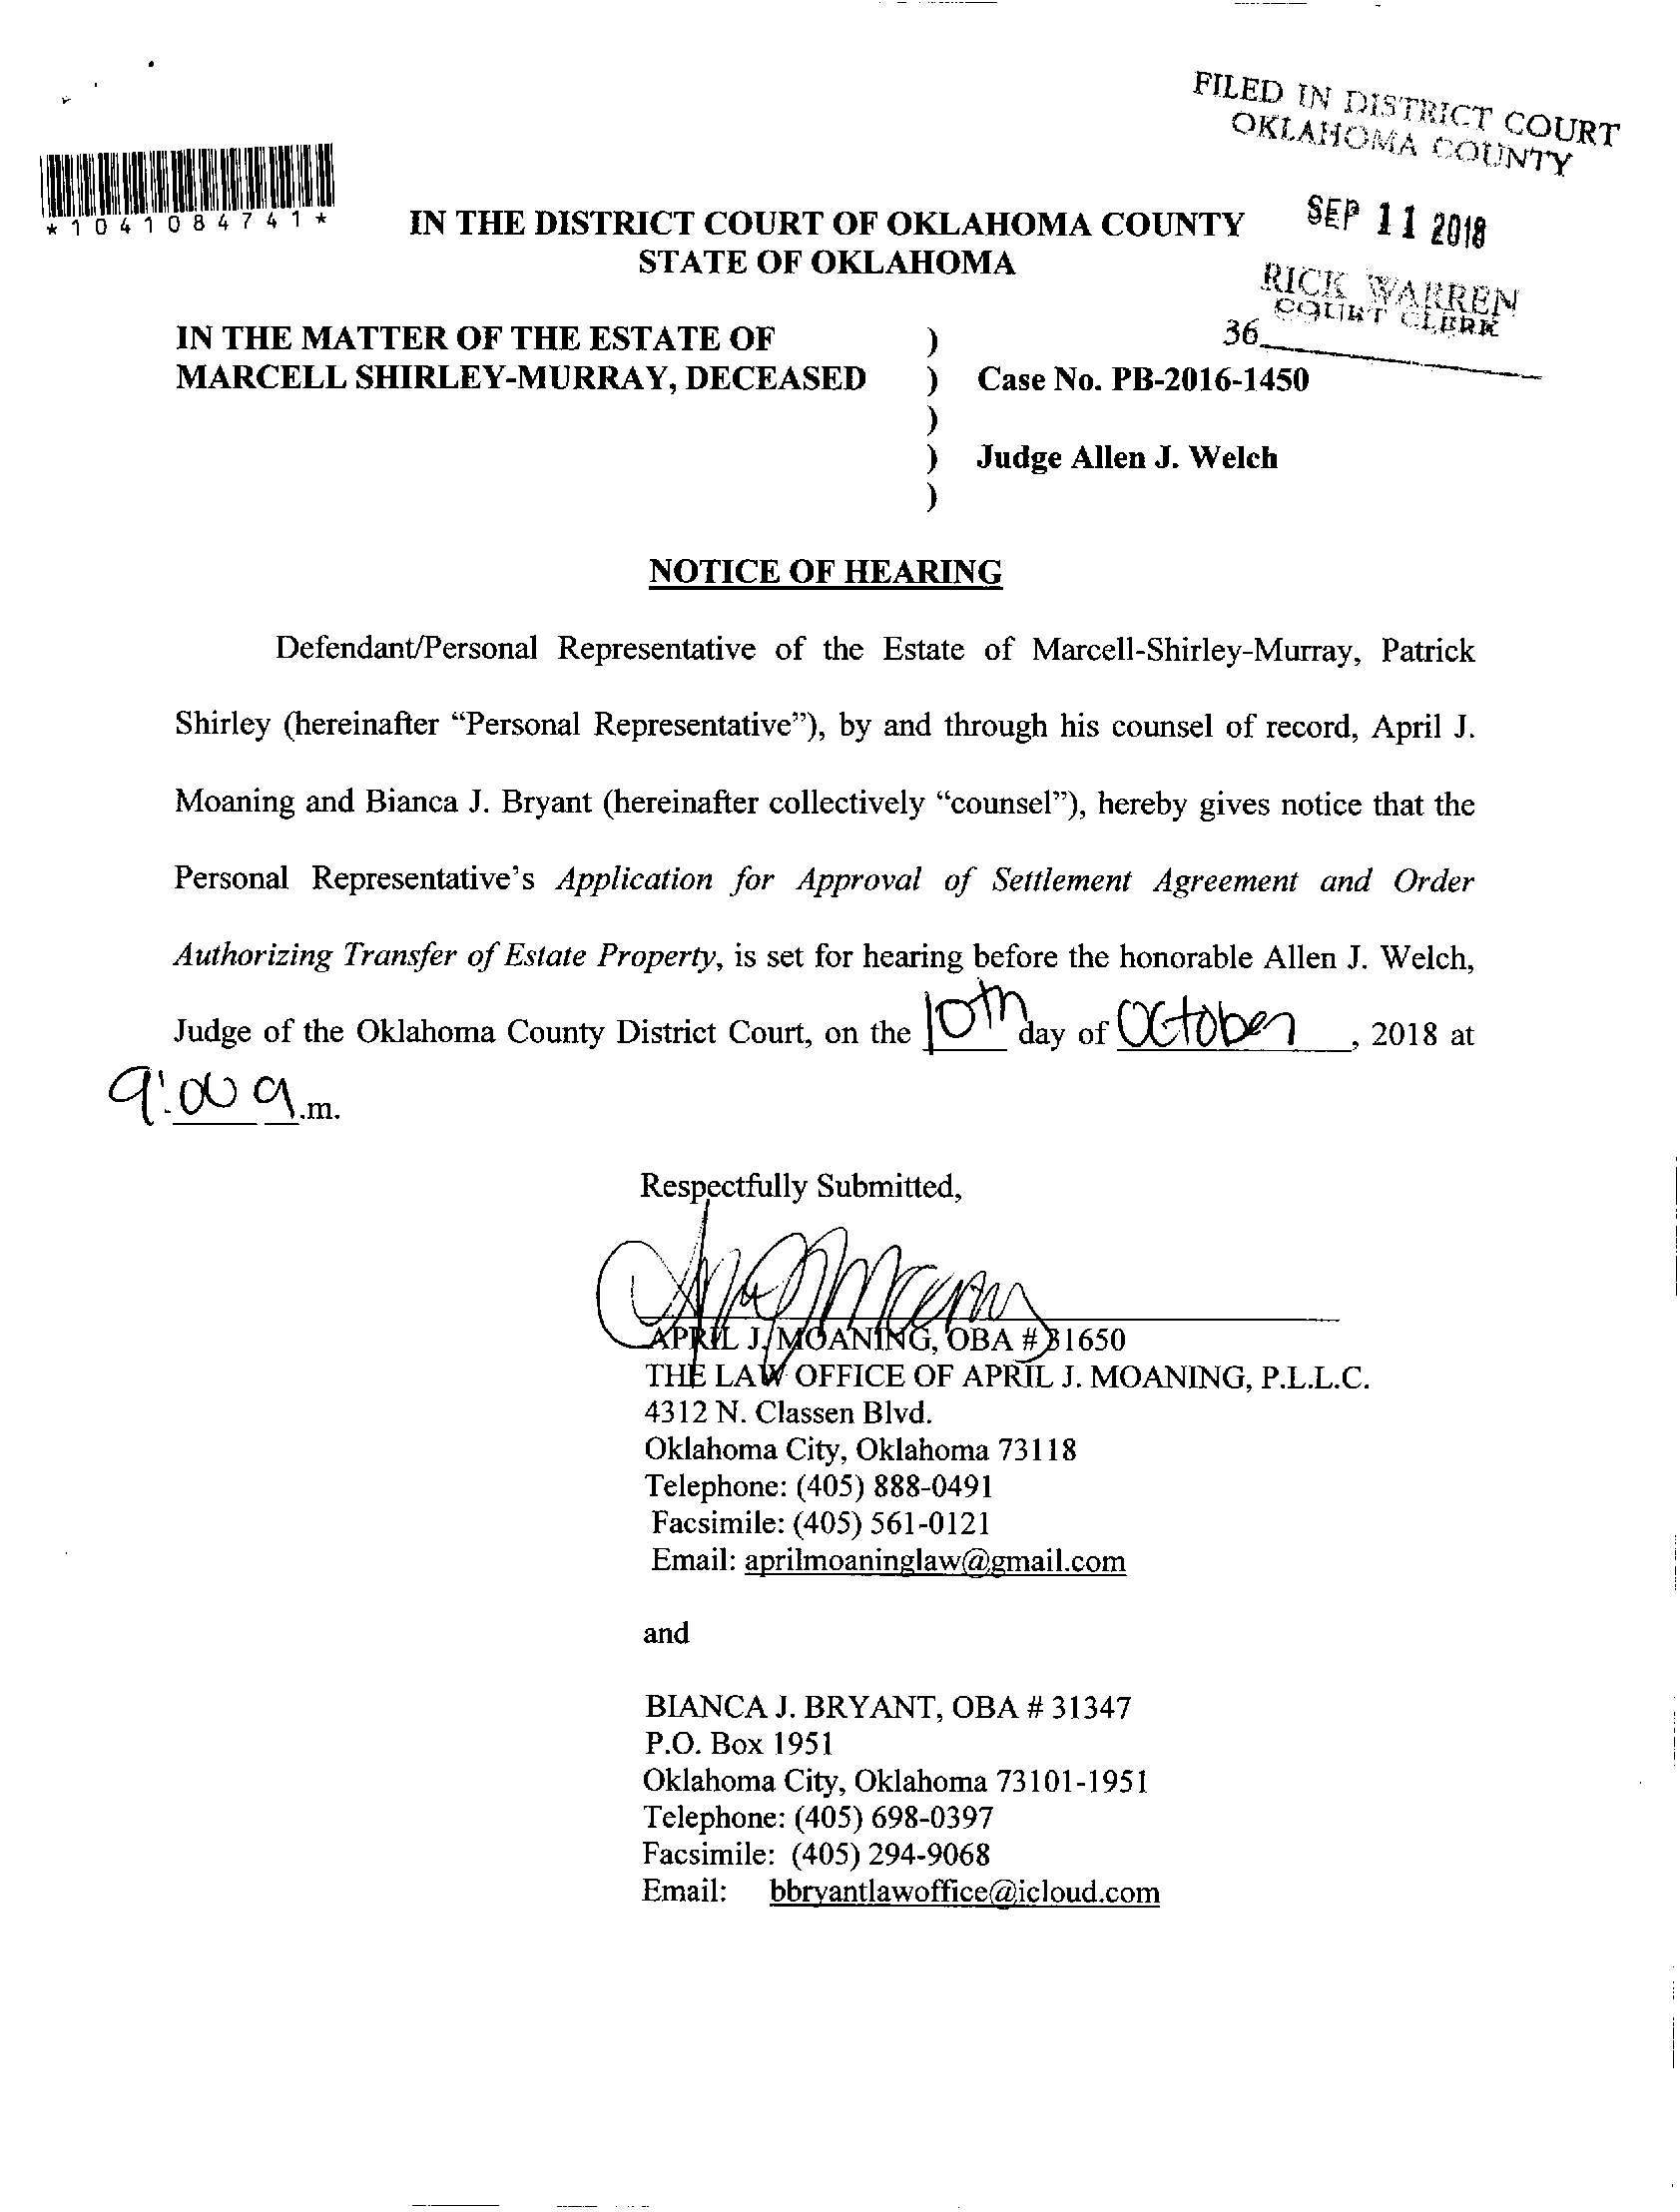 FILED IN DISTRICT COURT
OKLAHOMA COUNTY
SEP 11 2018
RICK WARREN
COURT CLERK
36
*1041084741*
IN THE DISTRICT COURT OF OKLAHOMA COUNTY
STATE OF OKLAHOMA
IN THE MATTER OF THE ESTATE OF )
MARCELL SHIRLEY-MURRAY, DECEASED ) Case No. PB-2016-1450
)
) Judge Allen J. Welch
)
NOTICE OF HEARING
Defendant/Personal Representative of the Estate of Marcell-Shirley-Murray, Patrick
Shirley (hereinafter “Personal Representative”), by and through his counsel of record, April J.
Moaning and Bianca J. Bryant (hereinafter collectively “counsel”), hereby gives notice that the
Personal Representative’s Application for Approval of Settlement Agreement and Order
Authorizing Transfer of Estate Property, is set for hearing before the honorable Allen J. Welch,
Judge of the Oklahoma County District Court, on the 10th day of October, 2018 at
9:00 a.m.
Respectfully Submitted,
APRIL J. MOANING, OBA # 31650
THE LAW OFFICE OF APRIL J. MOANING, P.L.L.C.
4312 N. Classen Blvd.
Oklahoma City, Oklahoma 73118
Telephone: (405) 888-0491
Facsimile: (405) 561-0121
Email: aprilmoaninglaw@gmail.com
and
BIANCA J. BRYANT, OBA # 31347
P.O. Box 1951
Oklahoma City, Oklahoma 73101-1951
Telephone: (405) 698-0397
Facsimile: (405) 294-9068
Email: bbryantlawoffice@icloud.com